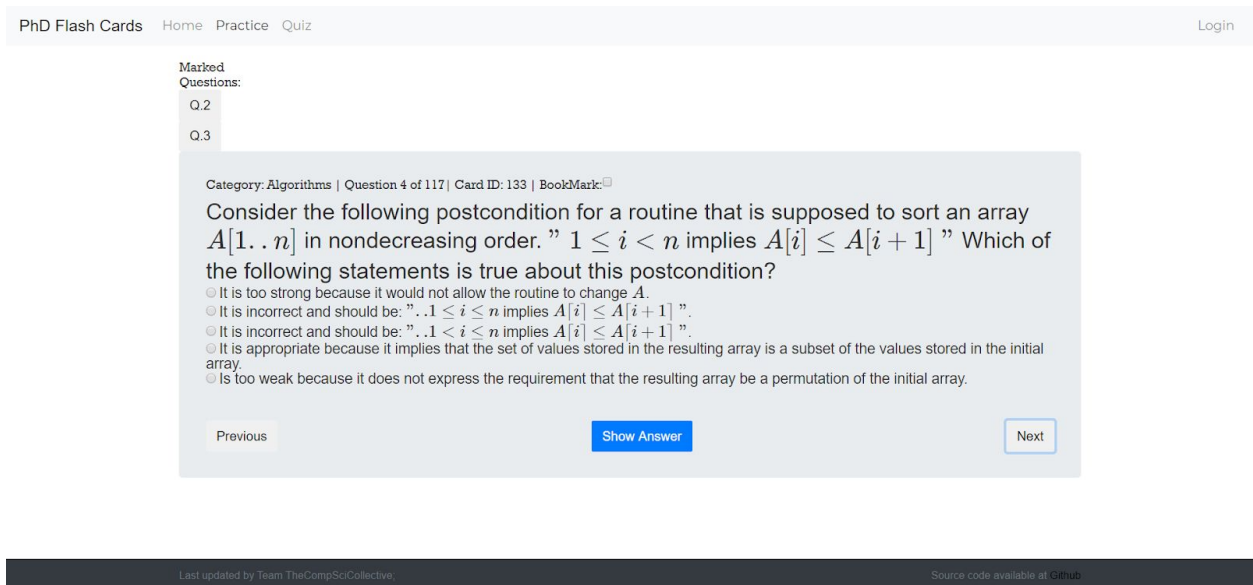 PhD Flash Cards Home Practice Quiz Login
Marked
Questions:
Q.2
Q.3
Category: Algorithms | Question 4 of 117| Card ID: 133 | BookMark:
Consider the following postcondition for a routine that is supposed to sort an array
A[1. . n] in nondecreasing order. ” 1 ≤ i < n implies A[i] ≤ A[i + 1] ” Which of
the following statements is true about this postcondition?
It is too strong because it would not allow the routine to change A.
It is incorrect and should be: ”. .1 ≤ i ≤ n implies A[i] ≤ A[i + 1] ”.
It is incorrect and should be: ”. .1 < i ≤ n implies A[i] ≤ A[i + 1] ”.
It is appropriate because it implies that the set of values stored in the resulting array is a subset of the values stored in the initial
array.
Is too weak because it does not express the requirement that the resulting array be a permutation of the initial array.
Previous Show Answer Next
Last updated by Team TheCompSciCollective; Source code available at Github